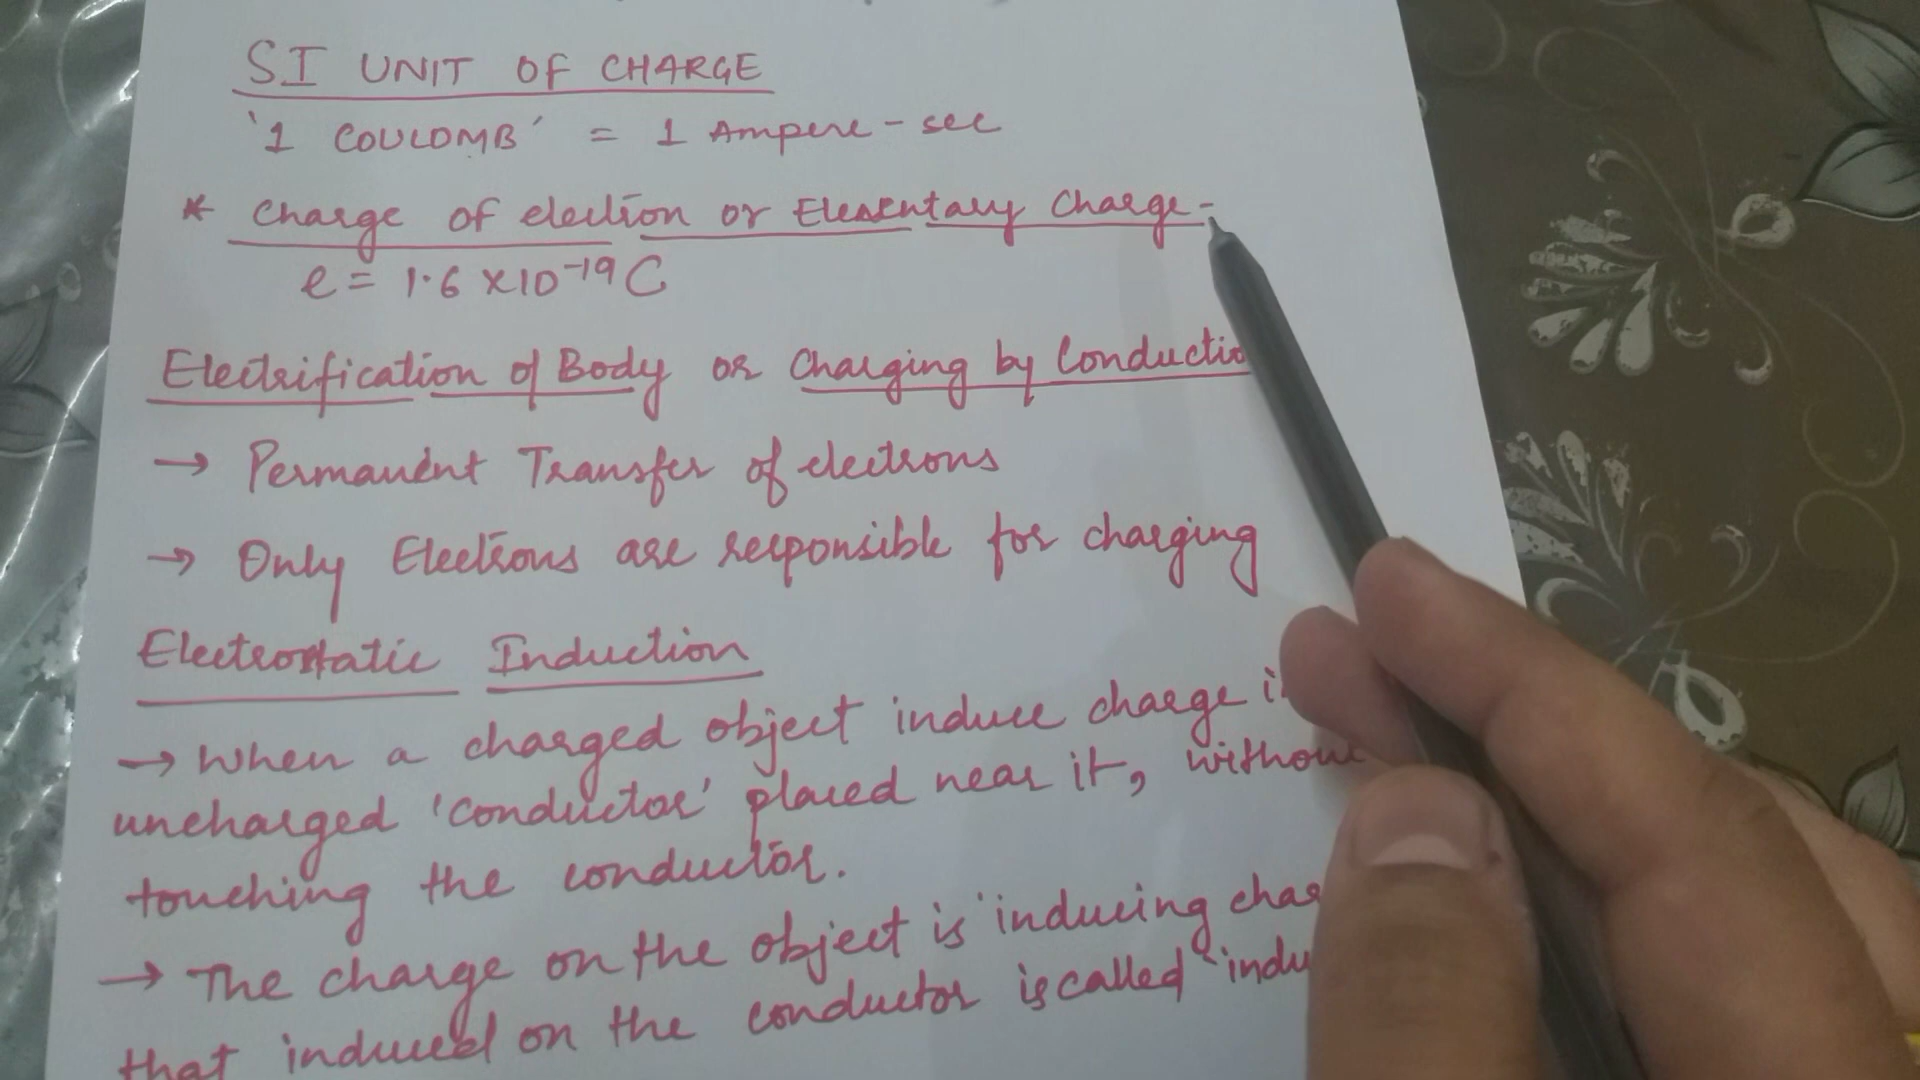 SI UNIT OF CHARGE
'1 COULOMB' = 1 Ampere-sec
* Charge of election or Elementary Charge-
e = 1.6 × 10⁻¹⁹ C
Electrification of Body or Charging by Conductio
→ Permanent Transfer of electrons
→ Only Electrons are responsible for charging
Electrostatic Induction
→ When a charged object induce charge i
uncharged 'conductor' placed near it, without
touching the conductor.
→ The charge on the object is 'inducing char
that induced on the conductor is called 'indu